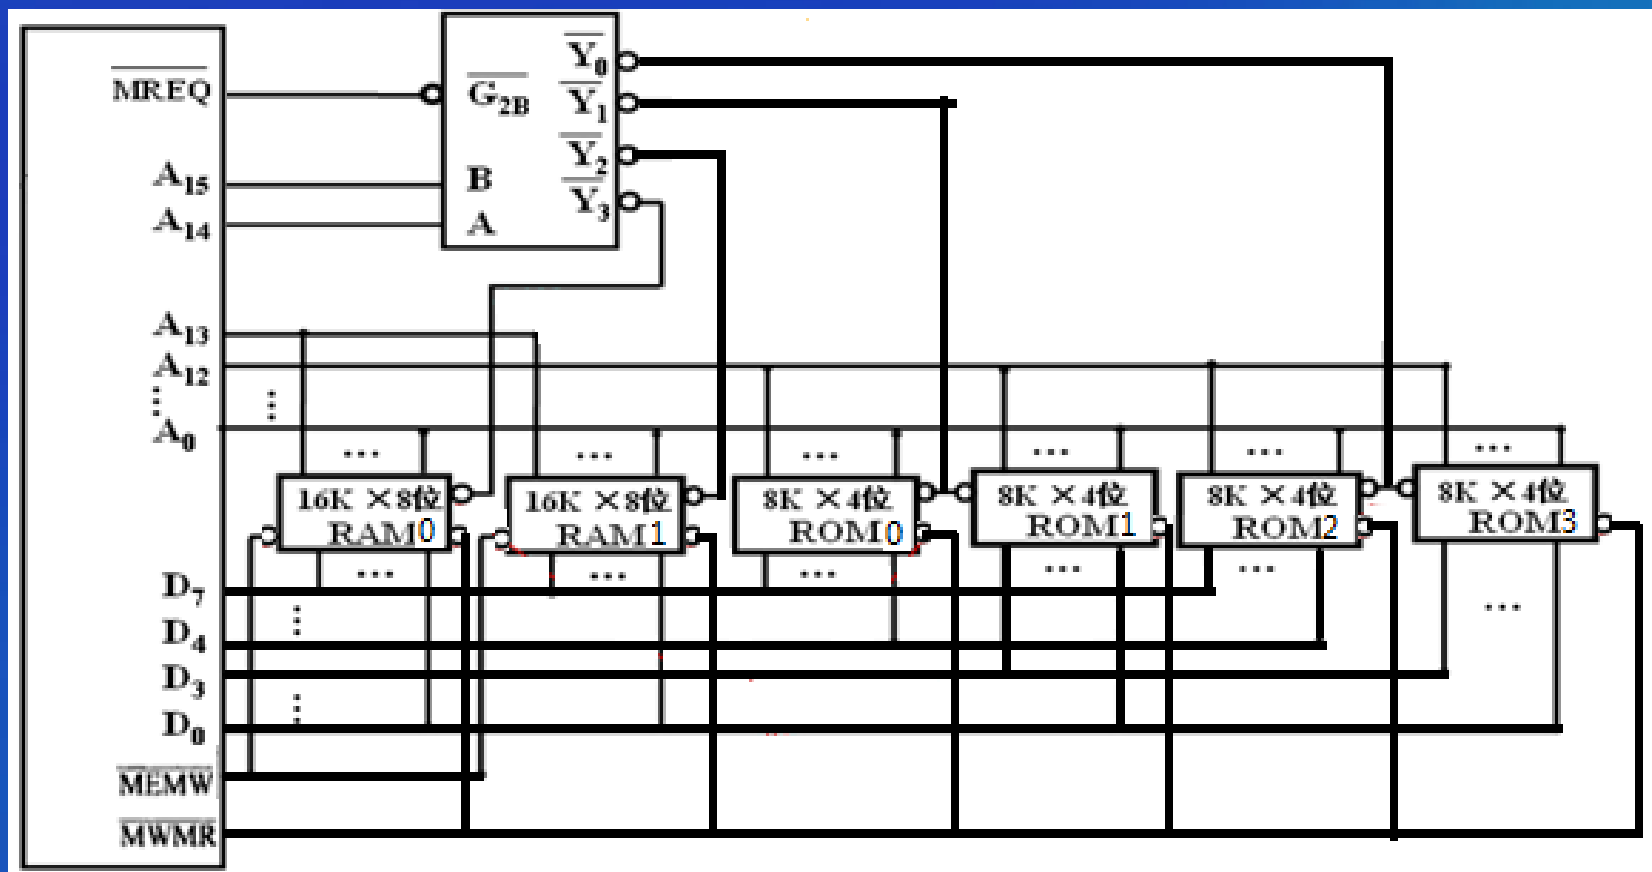 MREQ
A15
A14
A13
A12
A0
D7
D4
D3
D0
MEMW
MWMR
G2B
B
A
Y0
Y1
Y2
Y3
16K ×8位
RAM0
16K ×8位
RAM1
8K ×4位
ROM0
8K ×4位
ROM1
8K ×4位
ROM2
8K ×4位
ROM3